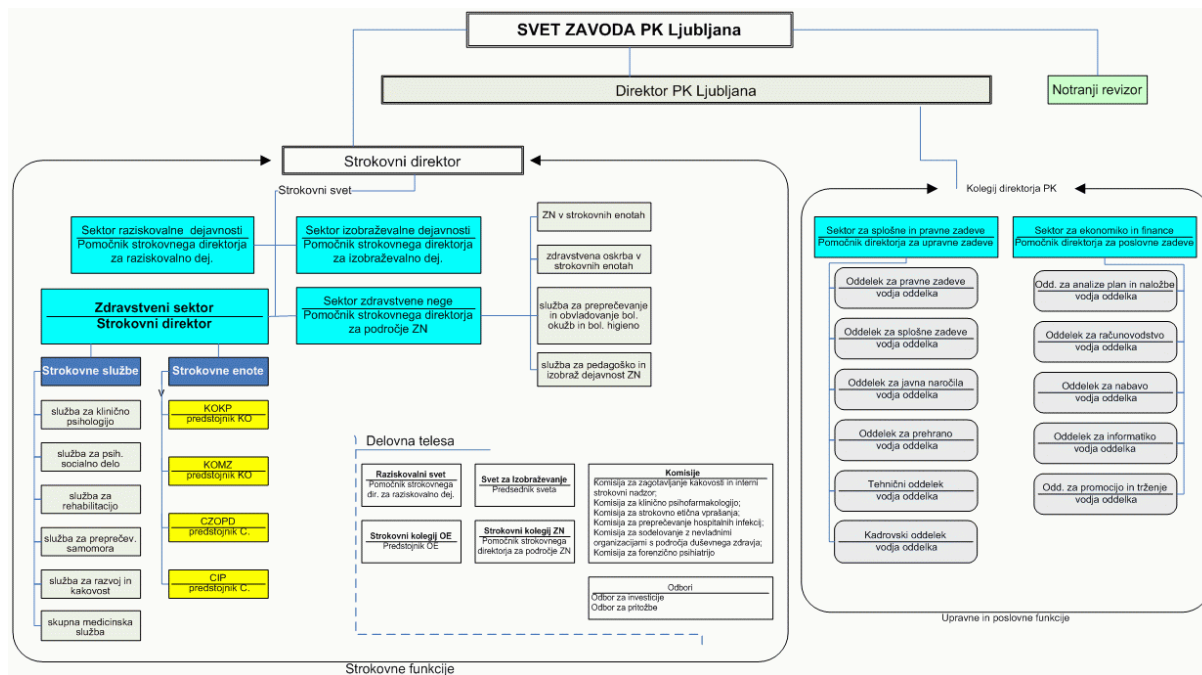 SVET ZAVODA PK Ljubljana
Direktor PK Ljubljana
Notranji revizor
Strokovni direktor
Strokovni svet
Kolegij direktorja PK
Sektor raziskovalne dejavnosti
Pomočnik strokovnega direktorja
za raziskovalno dej.
Sektor izobraževalne dejavnosti
Pomočnik strokovnega direktorja
za izobraževalno dej.
Zdravstveni sektor
Strokovni direktor
Sektor zdravstvene nege
Pomočnik strokovnega direktorja
za področje ZN
ZN v strokovnih enotah
zdravstvena oskrba v
strokovnih enotah
služba za preprečevanje
in obvladovanje bol.
okužb in bol. higieno
služba za pedagoško in
izobraž dejavnost ZN
Strokovne službe
služba za klinično
psihologijo
služba za psih.
socialno delo
služba za
rehabilitacijo
služba za preprečev.
samomora
služba za razvoj in
kakovost
skupna medicinska
služba
Strokovne enote
KOKP
predstojnik KO
KOMZ
predstojnik KO
CZOPD
predstojnik C.
CIP
predstojnik C.
Delovna telesa
Raziskovalni svet
Pomočnik strokovnega
dir. za raziskovalno dej.
Svet za Izobraževanje
Predsednik sveta
Strokovni kolegij OE
Predstojnik OE
Strokovni kolegij ZN
Pomočnik strokovnega
direktorja za področje ZN
Komisije
Komisija za zagotavljanje kakovosti in interni
strokovni nadzor;
Komisija za klinično psihofarmakologijo;
Komisija za strokovno etična vprašanja;
Komisija za preprečevanje hospitalnih infekcij;
Komisija za sodelovanje z nevladnimi
organizacijami s področja duševnega zdravja;
Komisija za forenzično psihiatrijo
Odbori
Odbor za investicije
Odbor za pritožbe
Strokovne funkcije
Sektor za splošne in pravne zadeve
Pomočnik direktorja za upravne zadeve
Oddelek za pravne zadeve
vodja oddelka
Oddelek za splošne zadeve
vodja oddelka
Oddelek za javna naročila
vodja oddelka
Oddelek za prehrano
vodja oddelka
Tehnični oddelek
vodja oddelka
Kadrovski oddelek
vodja oddelka
Sektor za ekonomiko in finance
Pomočnik direktorja za poslovne zadeve
Odd. za analize plan in naložbe
vodja oddelka
Oddelek za računovodstvo
vodja oddelka
Oddelek za nabavo
vodja oddelka
Oddelek za informatiko
vodja oddelka
Odd. za promocijo in trženje
vodja oddelka
Upravne in poslovne funkcije